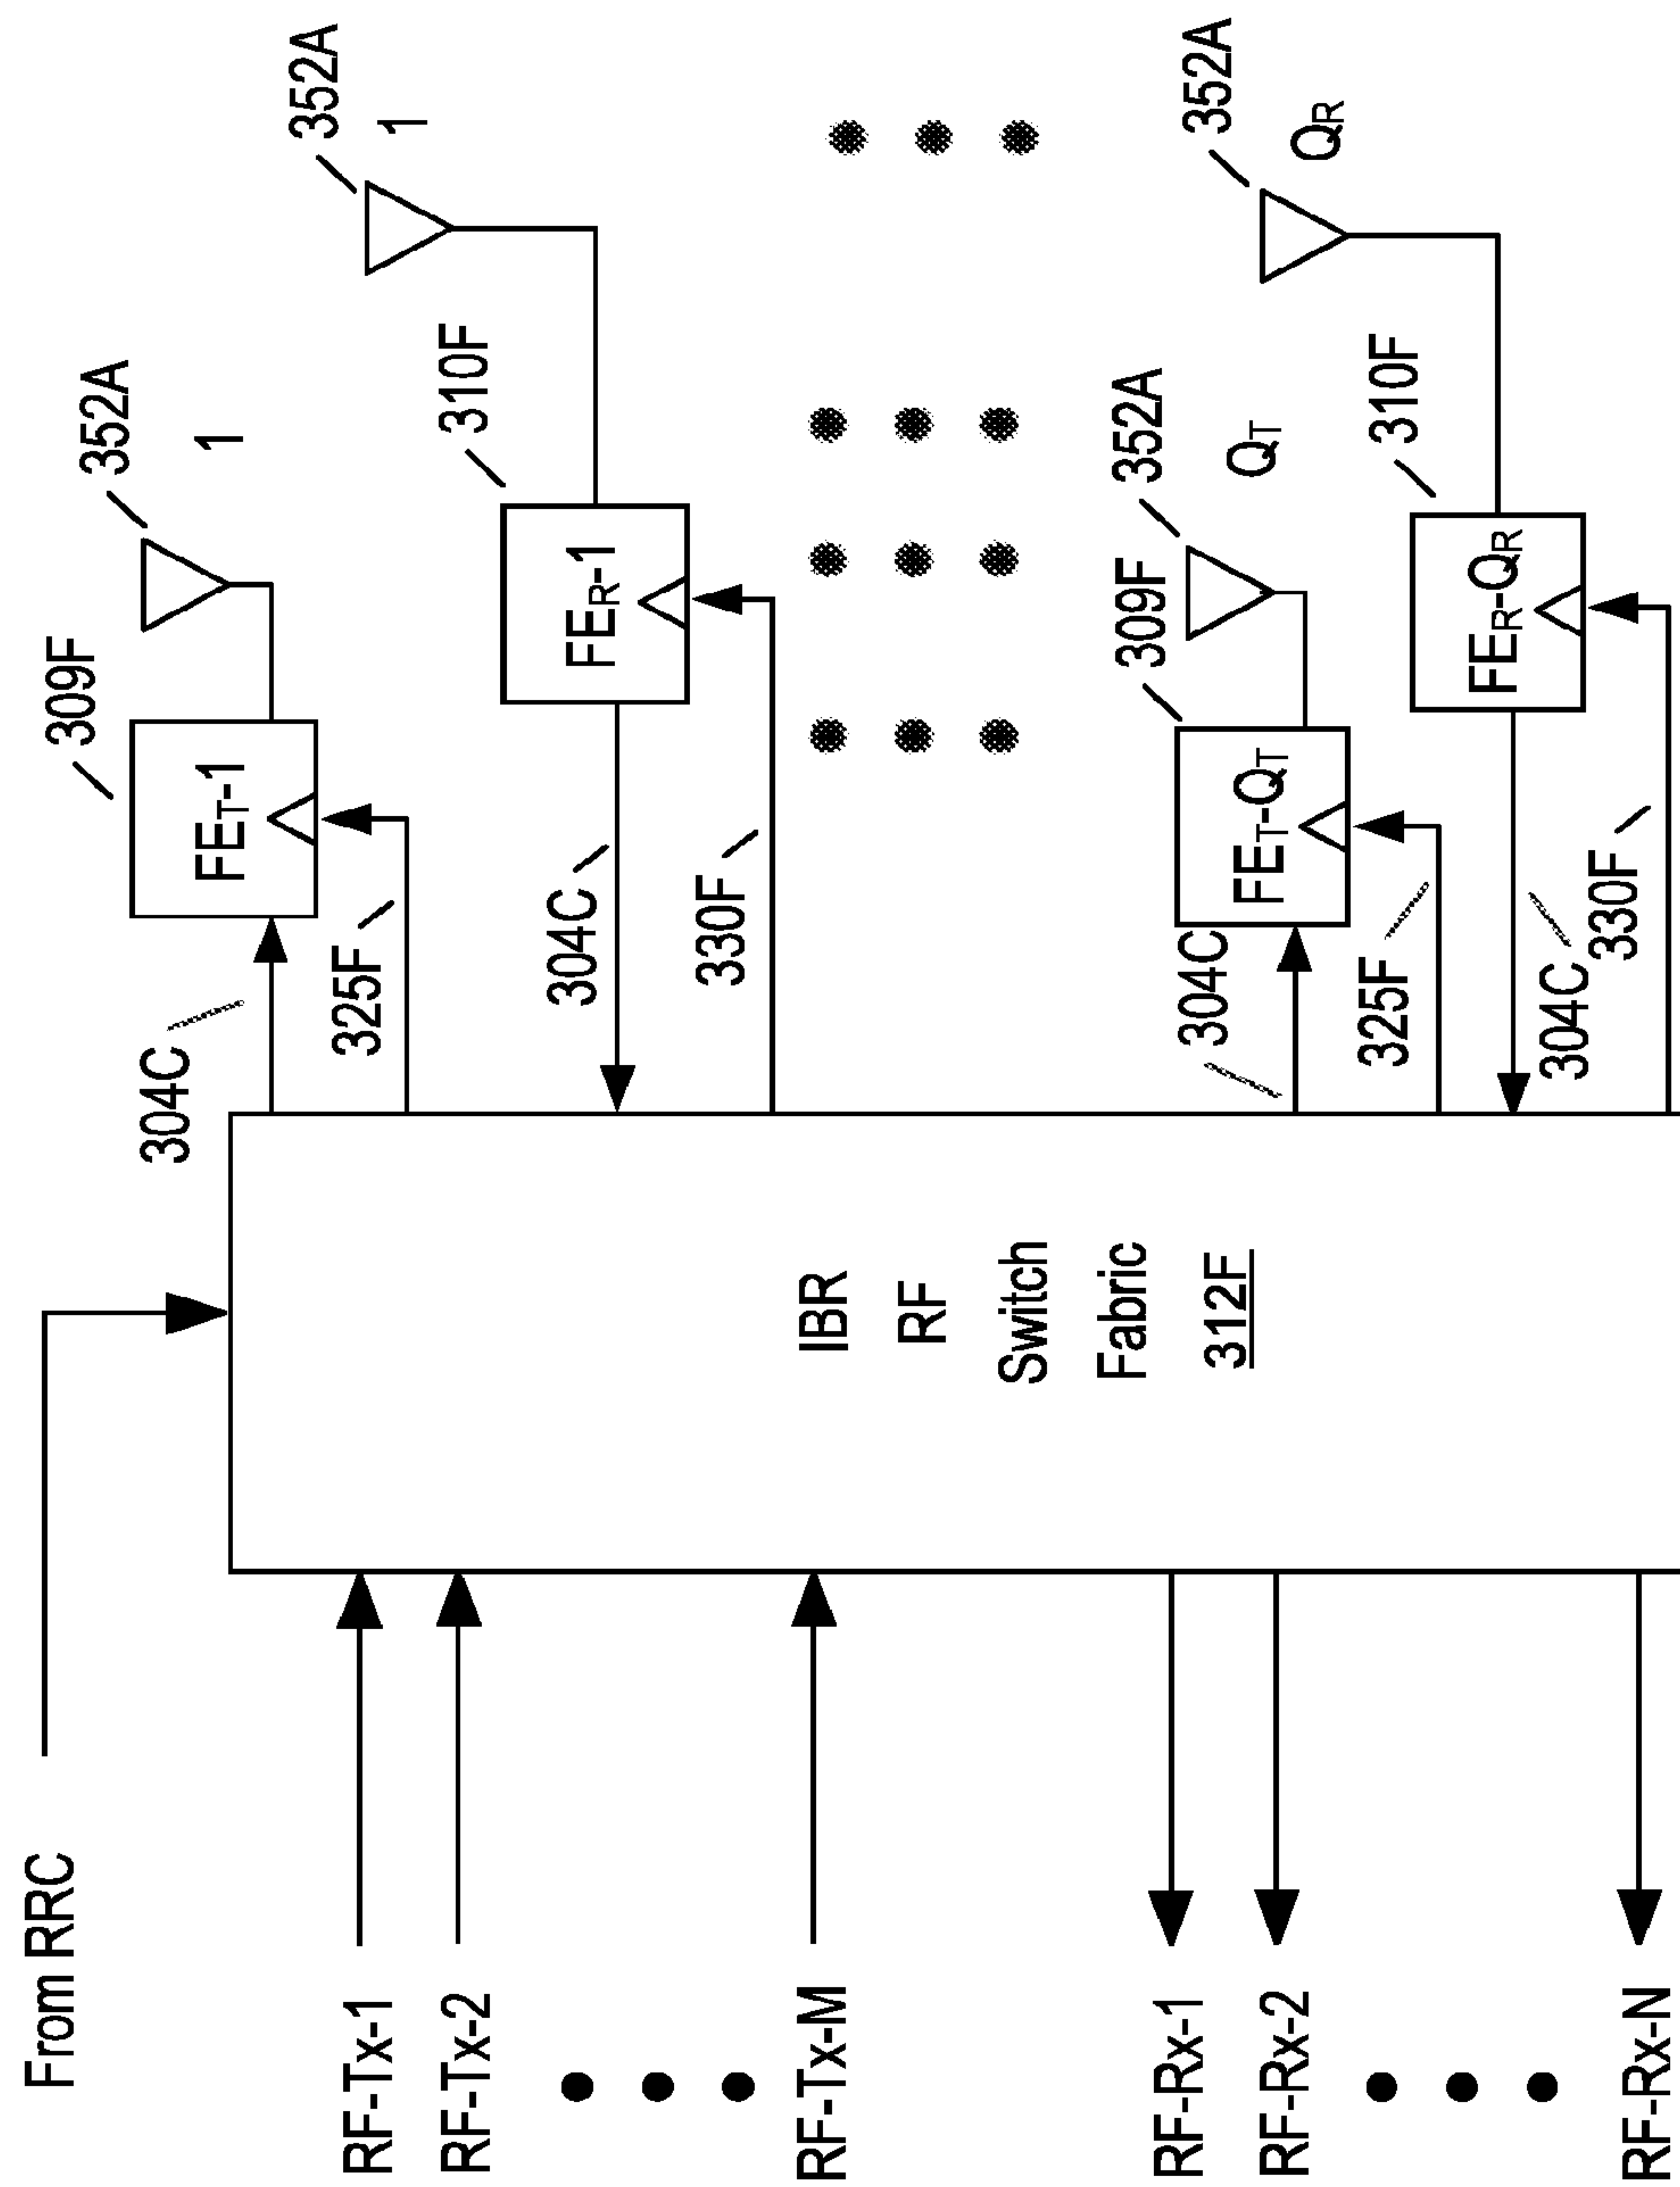 From RRC
RF-Tx-1
RF-Tx-2
RF-Tx-M
RF-Rx-1
RF-Rx-2
RF-Rx-N
IBR
RF
Switch
Fabric
312F
304C
325F
FET-1
309F
352A
1
304C
330F
FER-1
310F
352A
1
304C
325F
FET-QT
309F
352A
QT
304C
330F
FER-QR
310F
352A
QR